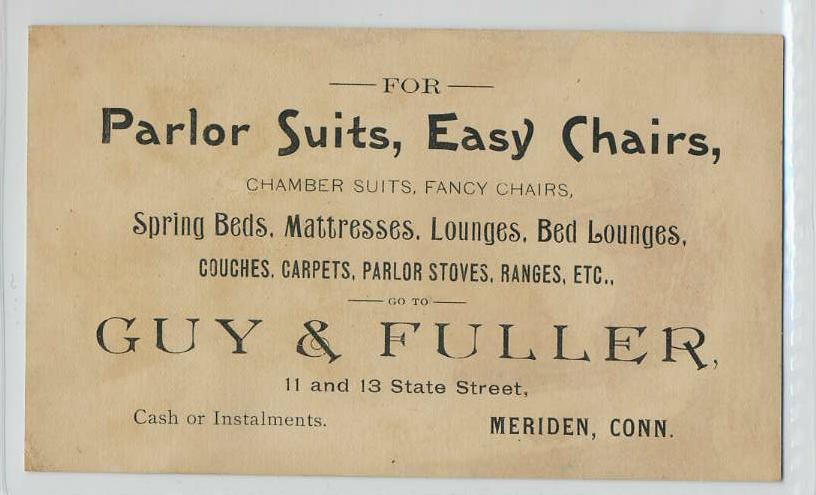 FOR
Parlor Suits, Easy Chairs,
CHAMBER SUITS, FANCY CHAIRS,
Spring Beds, Mattresses, Lounges, Bed Lounges,
COUCHES, CARPETS, PARLOR STOVES, RANGES, ETC.,
GO TO
GUY & FULLER,
11 and 13 State Street,
Cash or Instalments. MERIDEN, CONN.